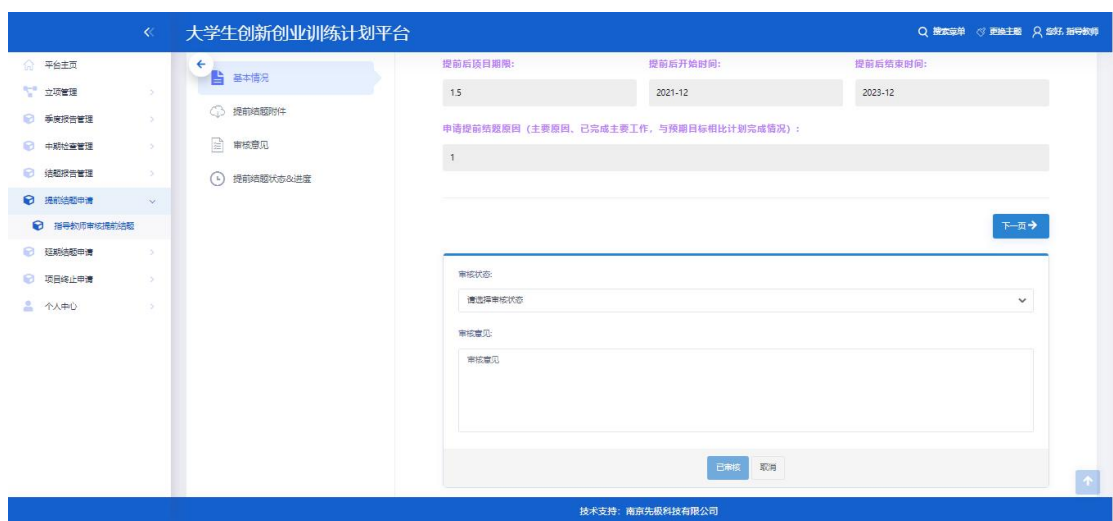 大学生创新创业训练计划平台
搜索菜单 更换主题 您好, 指导教师
平台主页
立项管理
季度报告管理
中期检查管理
结题报告管理
提前结题申请
指导教师审核提前结题
延期结题申请
项目终止申请
个人中心
基本情况
提前结题附件
审核意见
提前结题状态&进度
提前后项目期限: 提前后开始时间: 提前后结束时间:
1.5 2021-12 2023-12
申请提前结题原因（主要原因、已完成主要工作，与预期目标相比计划完成情况）:
1
下一页
审核状态:
请选择审核状态
审核意见:
审核意见
已审核 取消
技术支持：南京先极科技有限公司